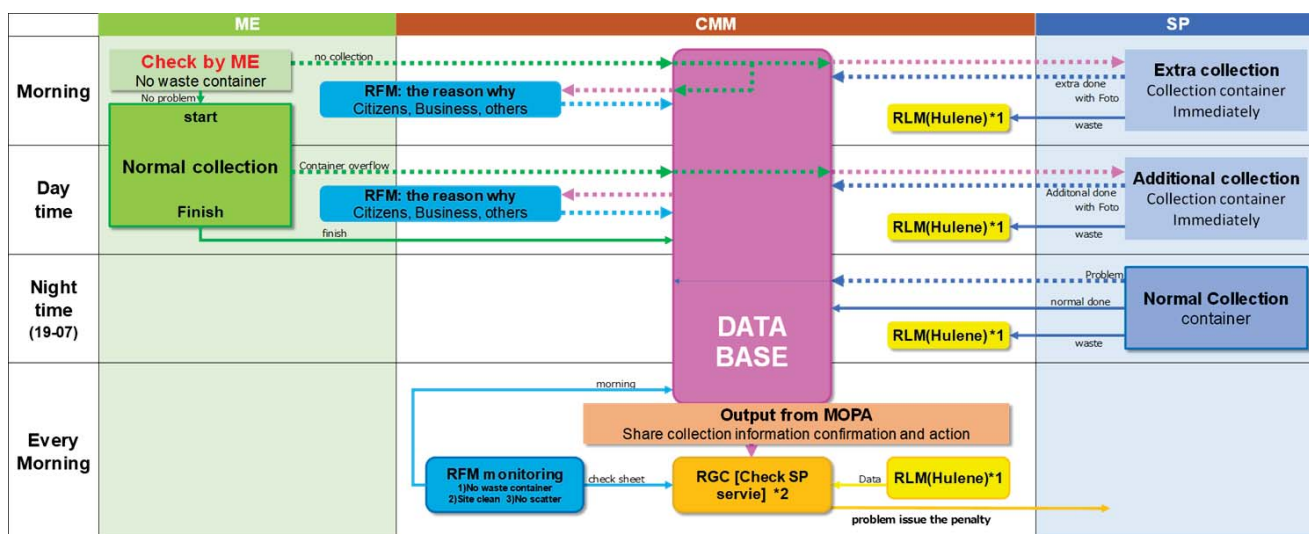 ME
CMM
SP
Morning
Check by ME
No waste container
no collection
No problem
start
Normal collection
Finish
RFM: the reason why
Citizens, Business, others
extra done
with Foto
RLM(Hulene)*1
waste
Extra collection
Collection container
Immediately
Day
time
Container overflow
RFM: the reason why
Citizens, Business, others
finish
Additonal done
with Foto
RLM(Hulene)*1
waste
Additional collection
Collection container
Immediately
Night
time
(19-07)
DATA
BASE
Problem
normal done
RLM(Hulene)*1
waste
Normal Collection
container
Every
Morning
morning
Output from MOPA
Share collection information confirmation and action
RFM monitoring
1)No waste container
2)Site clean 3)No scatter
check sheet
RGC [Check SP
servie] *2
Data
RLM(Hulene)*1
problem issue the penalty